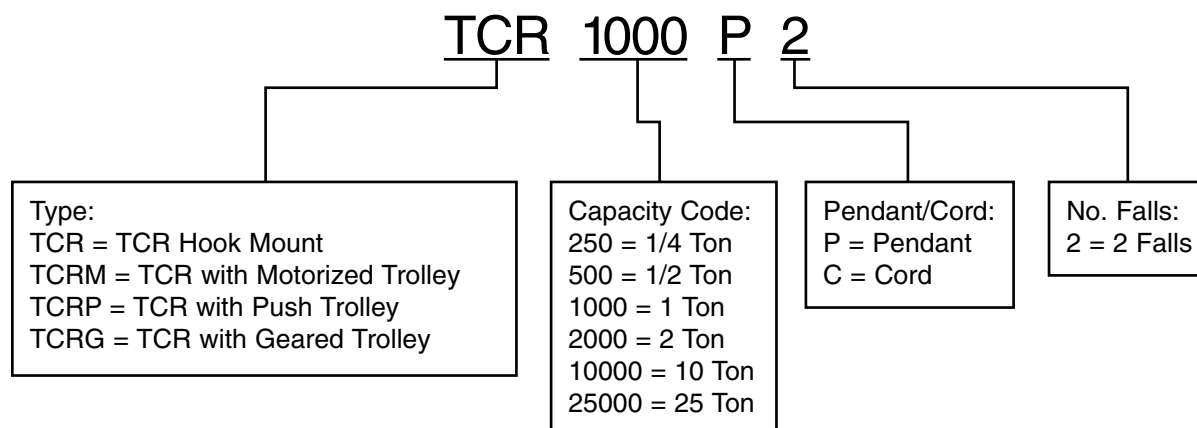 TCR 1000 P 2
Type:
TCR = TCR Hook Mount
TCRM = TCR with Motorized Trolley
TCRP = TCR with Push Trolley
TCRG = TCR with Geared Trolley
Capacity Code:
250 = 1/4 Ton
500 = 1/2 Ton
1000 = 1 Ton
2000 = 2 Ton
10000 = 10 Ton
25000 = 25 Ton
Pendant/Cord:
P = Pendant
C = Cord
No. Falls:
2 = 2 Falls